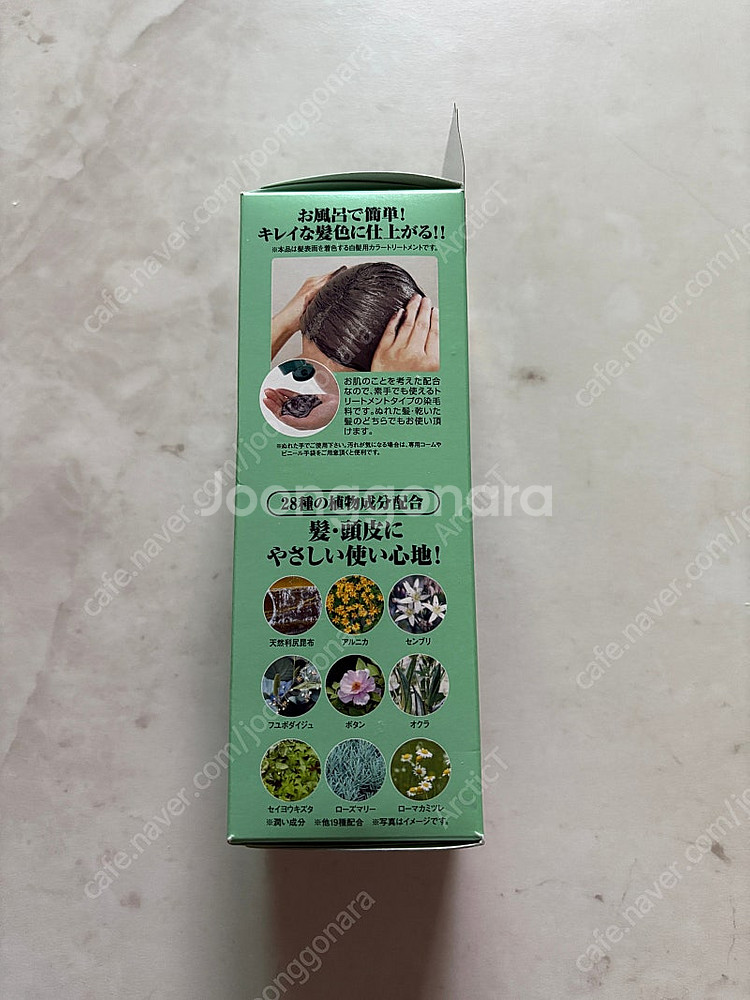 お風呂で簡単!
キレイな髪色に仕上がる!!
※本品は髪表面を着色する白髪用カラートリートメントです。
お肌のことを考えた配合
なので、素手でも使えるト
リートメントタイプの染毛
料です。ぬれた髪・乾いた
髪のどちらでもお使い頂
けます。
※ぬれた手でご使用下さい。汚れが気になる場合は、専用コームや
ビニール手袋をご用意頂くと便利です。
28種の植物成分配合
髪・頭皮に
やさしい使い心地!
天然利尻昆布 アルニカ センブリ
フユボダイジュ ボタン オクラ
セイヨウキズタ ローズマリー ローマカミツレ
※潤い成分 ※他19種配合 ※写真はイメージです。
Joonggonara
cafe.naver.com/joonggonara
ArcticT